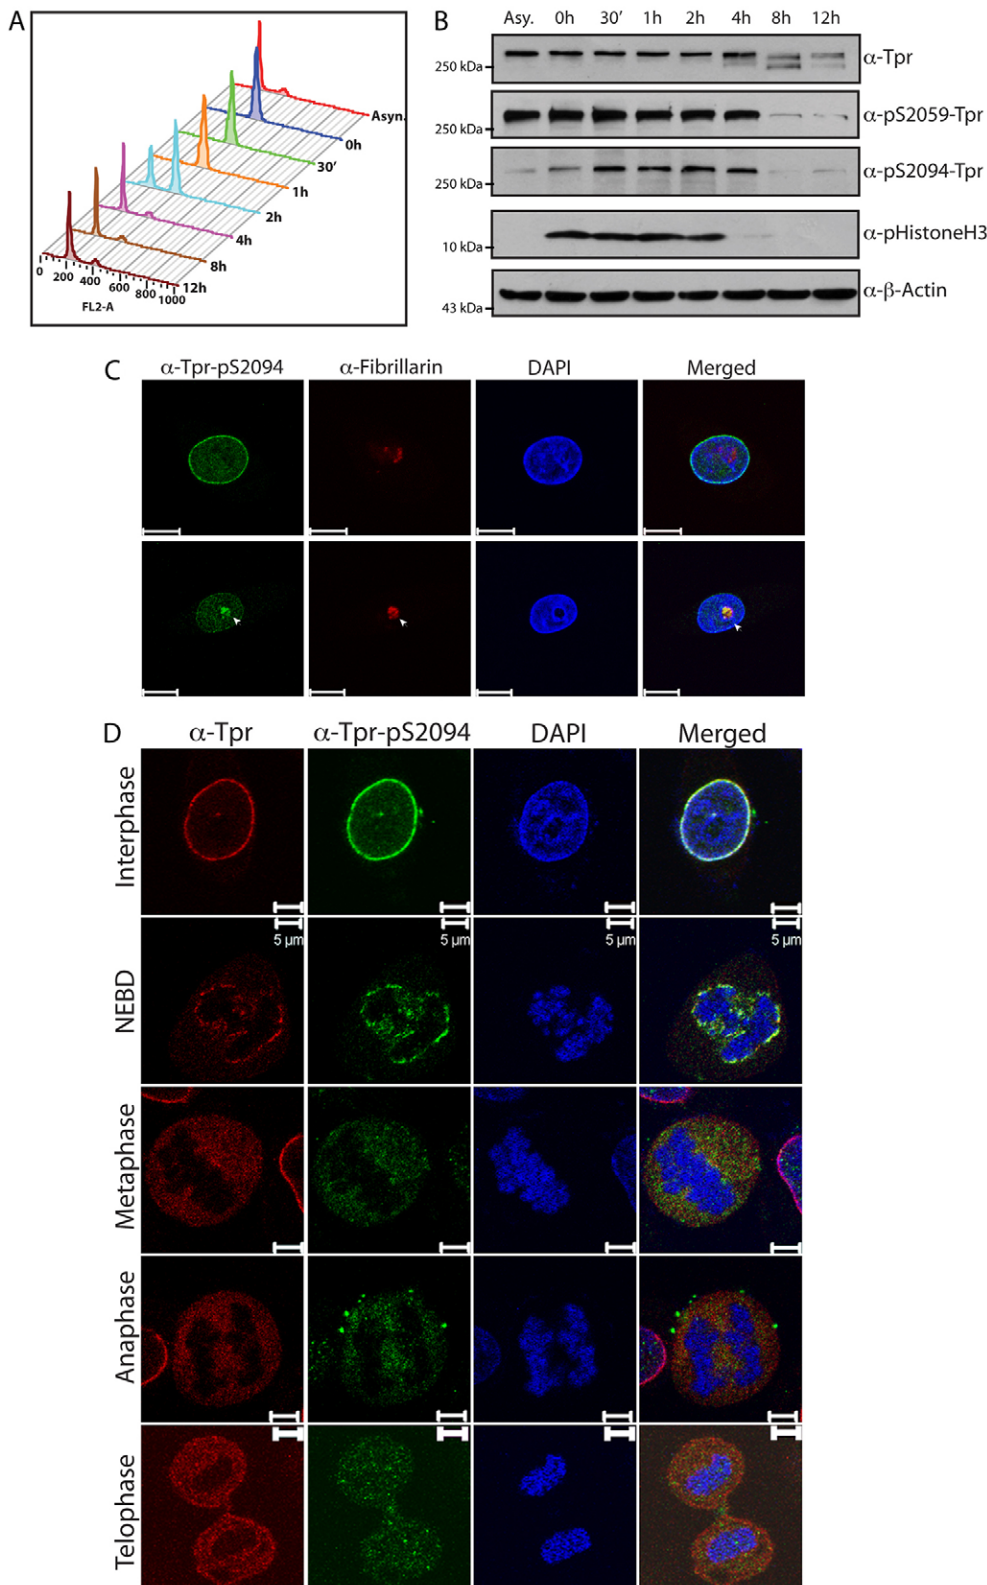 A
Asyn.
0h
30'
1h
2h
4h
8h
12h
0 200 400 600 800 1000
FL2-A
B
Asy. 0h 30' 1h 2h 4h 8h 12h
250 kDa
α-Tpr
250 kDa
α-pS2059-Tpr
250 kDa
α-pS2094-Tpr
10 kDa
α-pHistoneH3
43 kDa
α-β-Actin
C
α-Tpr-pS2094 α-Fibrillarin DAPI Merged
D
α-Tpr α-Tpr-pS2094 DAPI Merged
Interphase
NEBD
5 µm 5 µm 5 µm 5 µm
Metaphase
Anaphase
Telophase